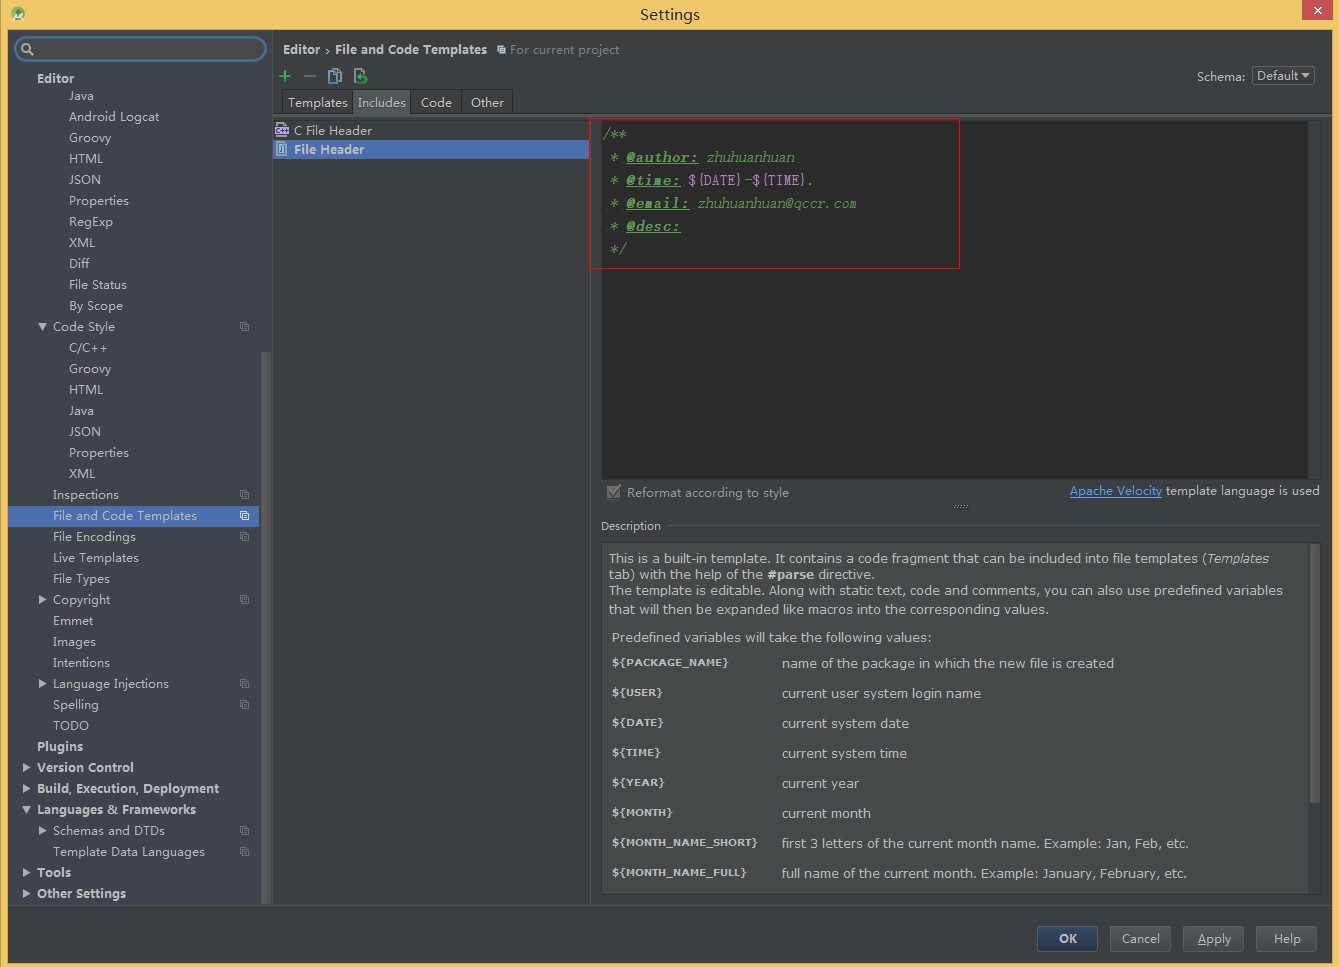 Settings
Editor
Java
Android Logcat
Groovy
HTML
JSON
Properties
RegExp
XML
Diff
File Status
By Scope
Code Style
C/C++
Groovy
HTML
Java
JSON
Properties
XML
Inspections
File and Code Templates
File Encodings
Live Templates
File Types
Copyright
Emmet
Images
Intentions
Language Injections
Spelling
TODO
Plugins
Version Control
Build, Execution, Deployment
Languages & Frameworks
Schemas and DTDs
Template Data Languages
Tools
Other Settings
Editor › File and Code Templates For current project
Schema: Default
Templates Includes Code Other
C File Header
File Header
/**
* @author: zhuhuanhuan
* @time: ${DATE}-${TIME}.
* @email: zhuhuanhuan@qccr.com
* @desc:
*/
Reformat according to style
Apache Velocity template language is used
Description
This is a built-in template. It contains a code fragment that can be included into file templates (Templates
tab) with the help of the #parse directive.
The template is editable. Along with static text, code and comments, you can also use predefined variables
that will then be expanded like macros into the corresponding values.
Predefined variables will take the following values:
${PACKAGE_NAME} name of the package in which the new file is created
${USER} current user system login name
${DATE} current system date
${TIME} current system time
${YEAR} current year
${MONTH} current month
${MONTH_NAME_SHORT} first 3 letters of the current month name. Example: Jan, Feb, etc.
${MONTH_NAME_FULL} full name of the current month. Example: January, February, etc.
OK Cancel Apply Help